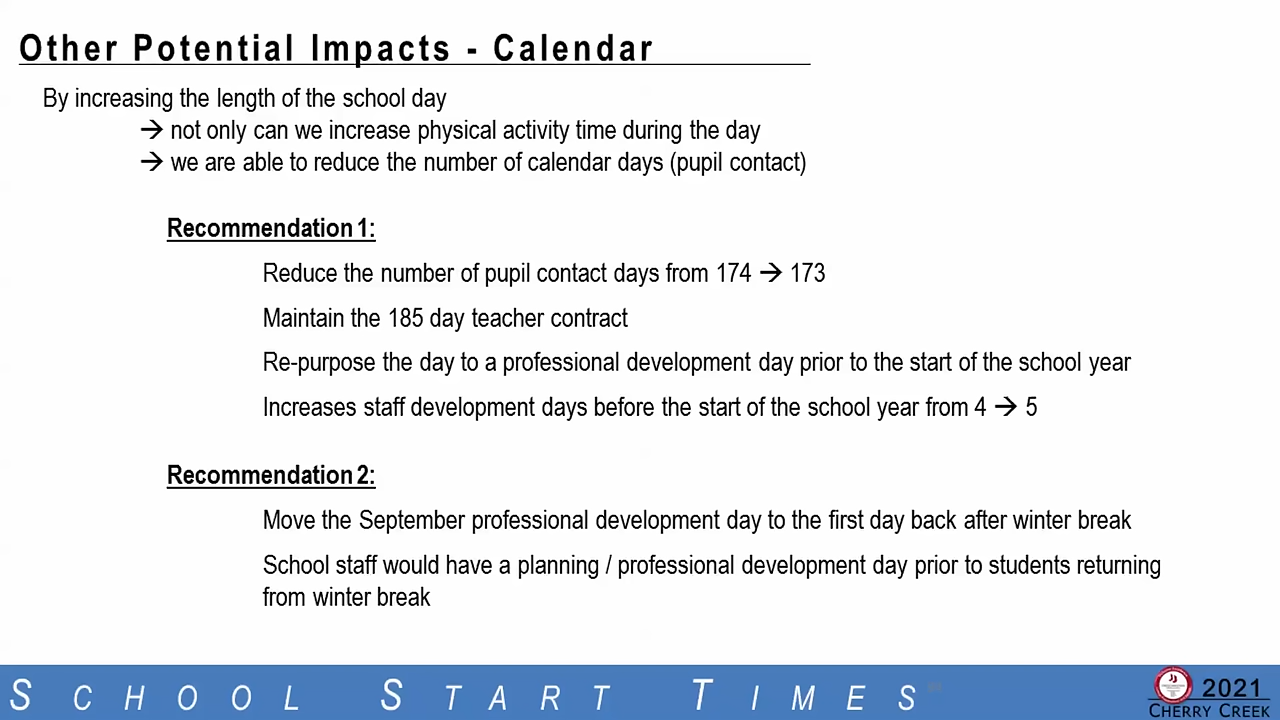 Other Potential Impacts - Calendar
By increasing the length of the school day
→ not only can we increase physical activity time during the day
→ we are able to reduce the number of calendar days (pupil contact)
Recommendation 1:
Reduce the number of pupil contact days from 174 → 173
Maintain the 185 day teacher contract
Re-purpose the day to a professional development day prior to the start of the school year
Increases staff development days before the start of the school year from 4 → 5
Recommendation 2:
Move the September professional development day to the first day back after winter break
School staff would have a planning / professional development day prior to students returning
from winter break
SCHOOL START TIMES
2021
CHERRY CREEK